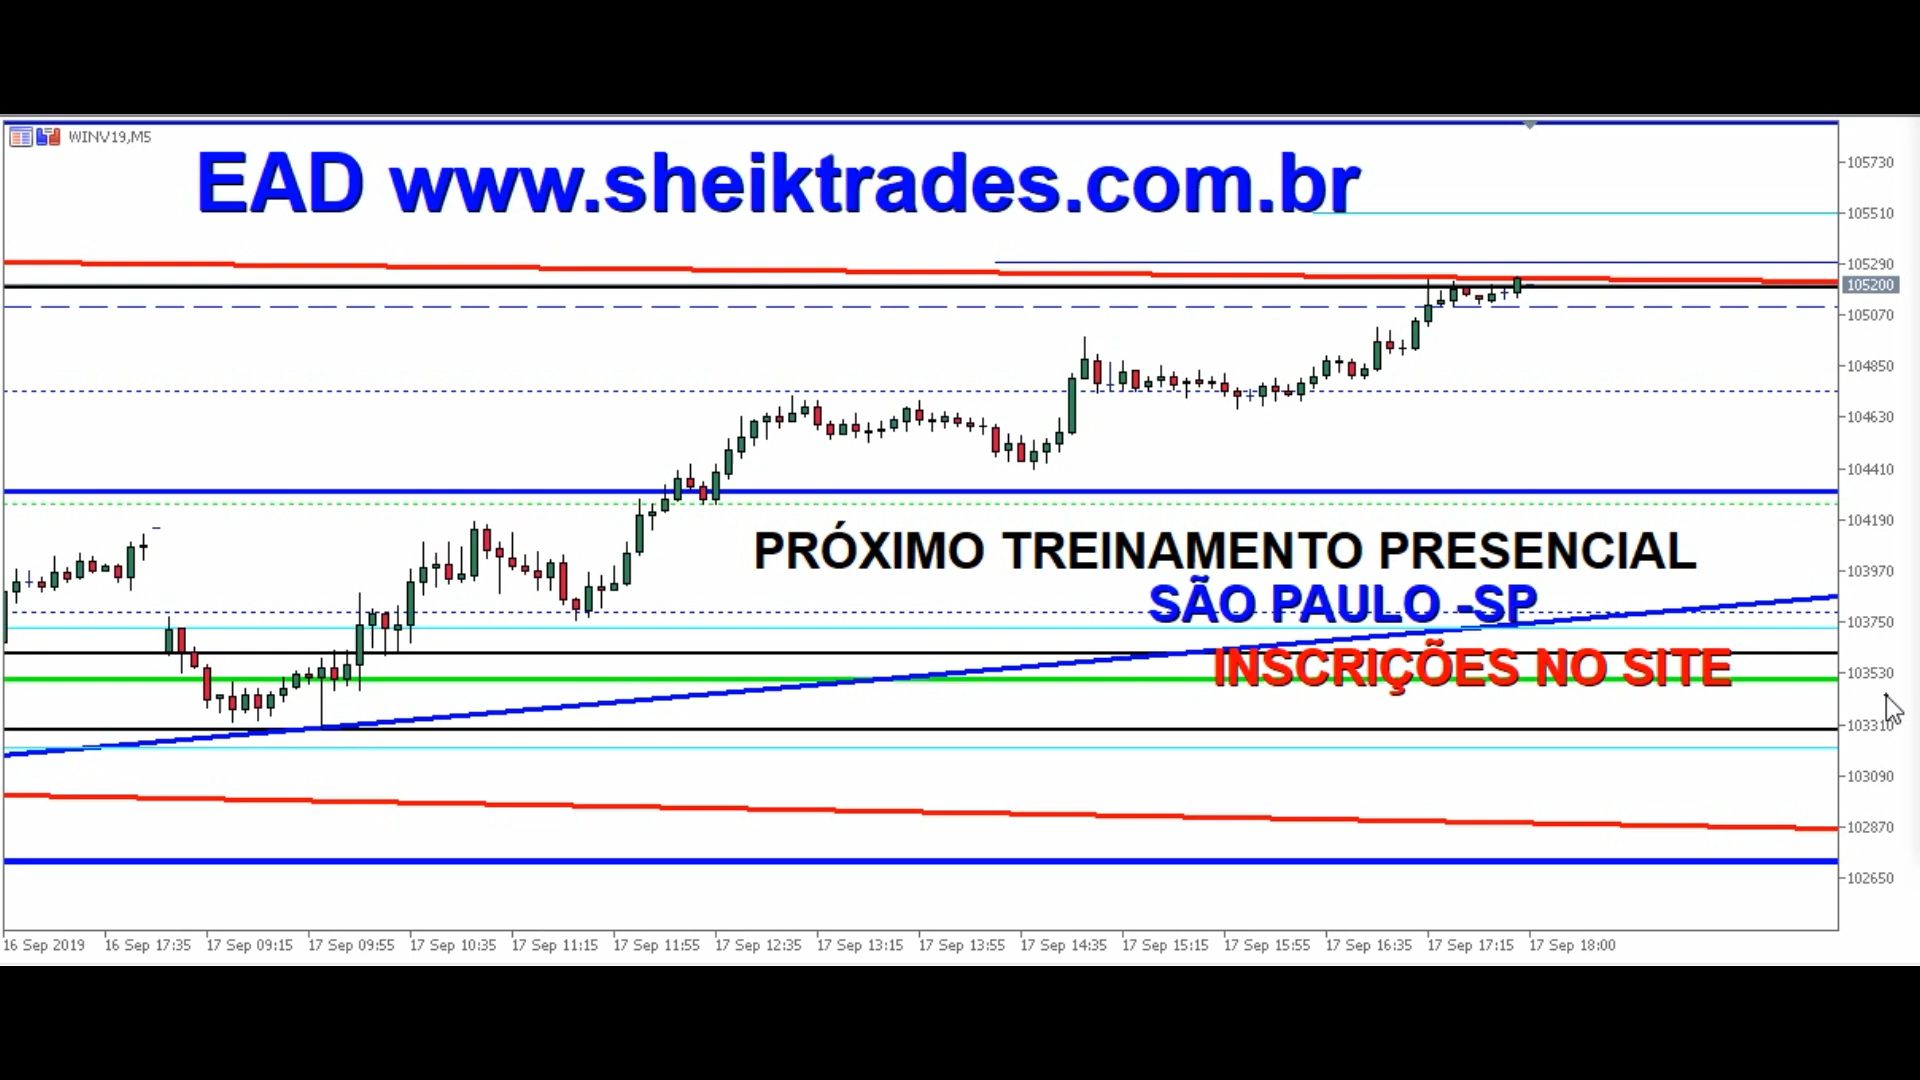 WINV19,M5
EAD www.sheiktrades.com.br
105730
105510
105290
105200
105070
104850
104630
104410
104190
PRÓXIMO TREINAMENTO PRESENCIAL
103970
SÃO PAULO -SP
103750
INSCRIÇÕES NO SITE
103530
103310
103090
102870
102650
16 Sep 2019 16 Sep 17:35 17 Sep 09:15 17 Sep 09:55 17 Sep 10:35 17 Sep 11:15 17 Sep 11:55 17 Sep 12:35 17 Sep 13:15 17 Sep 13:55 17 Sep 14:35 17 Sep 15:15 17 Sep 15:55 17 Sep 16:35 17 Sep 17:15 17 Sep 18:00